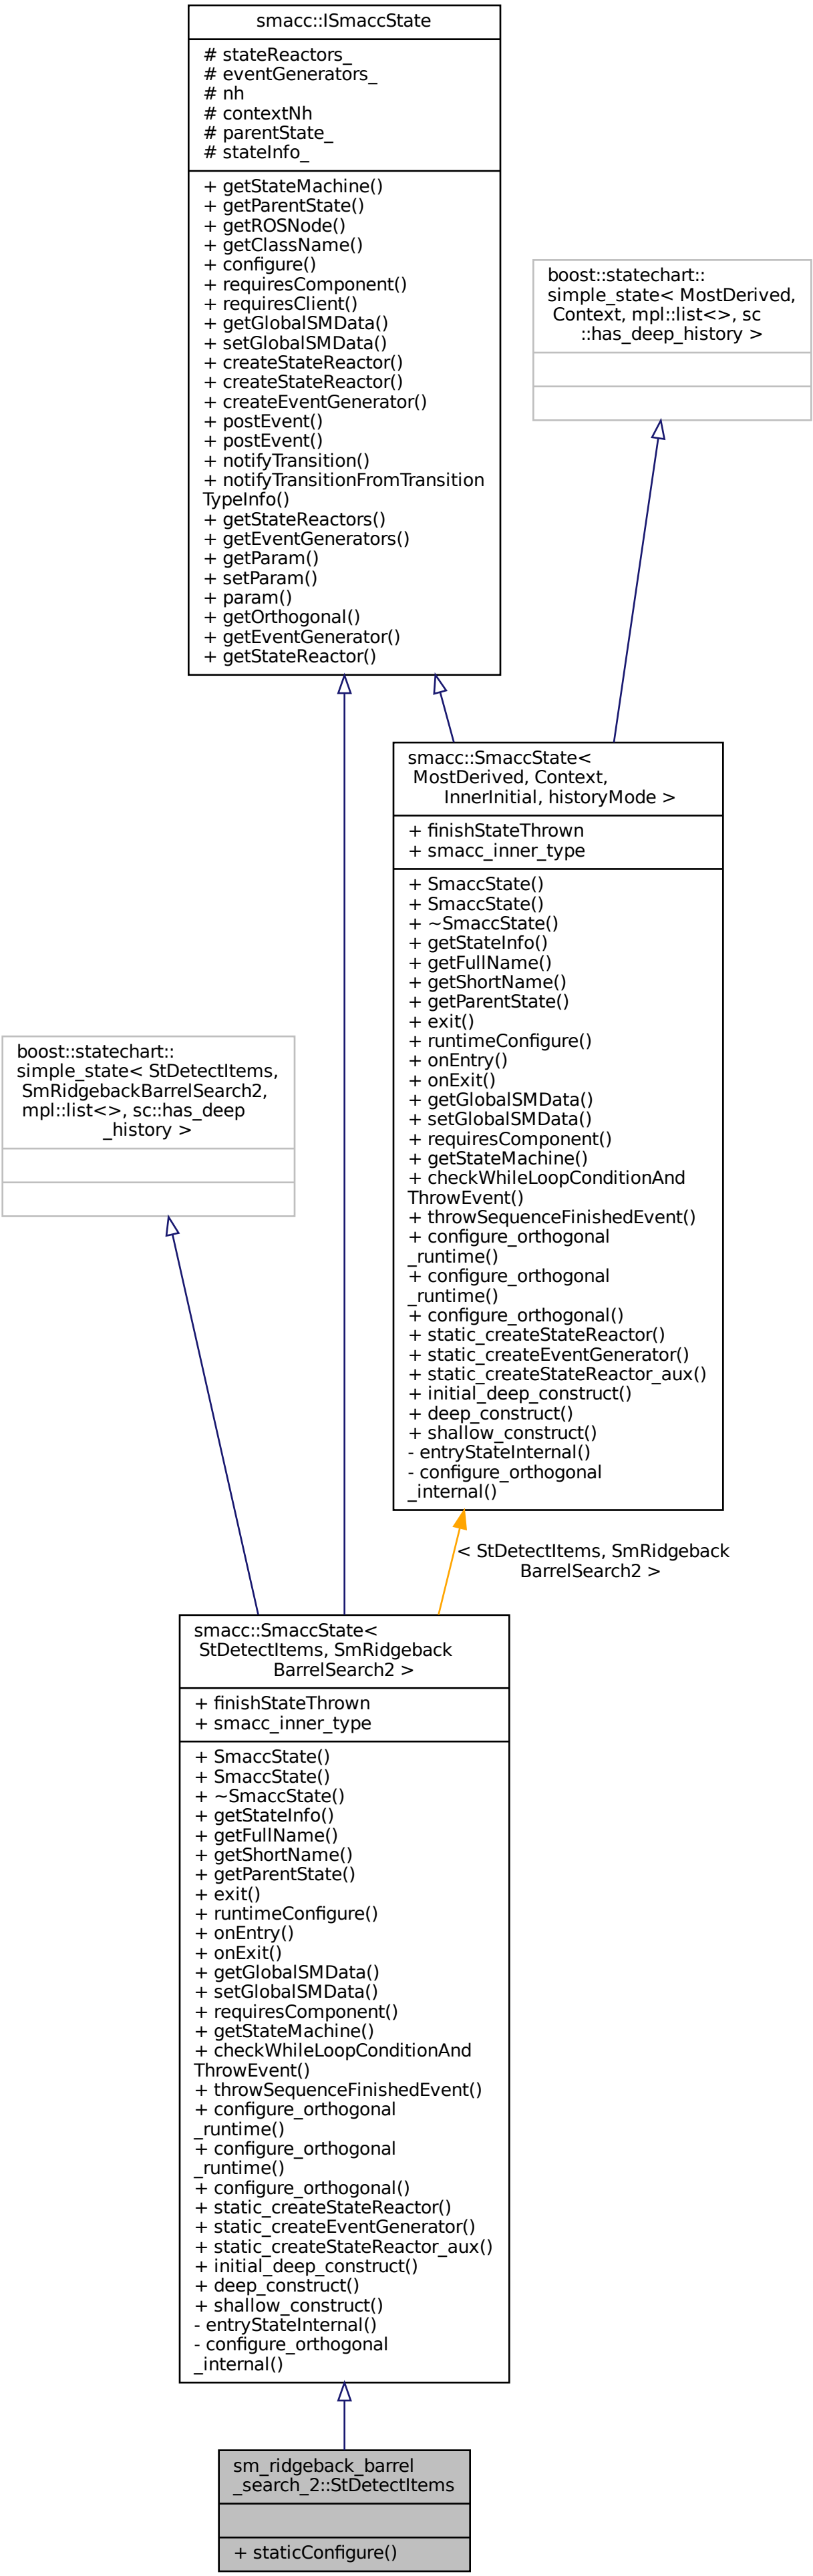 smacc::ISmaccState
# stateReactors_
# eventGenerators_
# nh
# contextNh
# parentState_
# stateInfo_
+ getStateMachine()
+ getParentState()
+ getROSNode()
+ getClassName()
+ configure()
+ requiresComponent()
+ requiresClient()
+ getGlobalSMData()
+ setGlobalSMData()
+ createStateReactor()
+ createStateReactor()
+ createEventGenerator()
+ postEvent()
+ postEvent()
+ notifyTransition()
+ notifyTransitionFromTransition
TypeInfo()
+ getStateReactors()
+ getEventGenerators()
+ getParam()
+ setParam()
+ param()
+ getOrthogonal()
+ getEventGenerator()
+ getStateReactor()
boost::statechart::
simple_state< MostDerived,
Context, mpl::list<>, sc
::has_deep_history >
smacc::SmaccState<
MostDerived, Context,
InnerInitial, historyMode >
+ finishStateThrown
+ smacc_inner_type
+ SmaccState()
+ SmaccState()
+ ~SmaccState()
+ getStateInfo()
+ getFullName()
+ getShortName()
+ getParentState()
+ exit()
+ runtimeConfigure()
+ onEntry()
+ onExit()
+ getGlobalSMData()
+ setGlobalSMData()
+ requiresComponent()
+ getStateMachine()
+ checkWhileLoopConditionAnd
ThrowEvent()
+ throwSequenceFinishedEvent()
+ configure_orthogonal
_runtime()
+ configure_orthogonal
_runtime()
+ configure_orthogonal()
+ static_createStateReactor()
+ static_createEventGenerator()
+ static_createStateReactor_aux()
+ initial_deep_construct()
+ deep_construct()
+ shallow_construct()
- entryStateInternal()
- configure_orthogonal
_internal()
boost::statechart::
simple_state< StDetectItems,
SmRidgebackBarrelSearch2,
mpl::list<>, sc::has_deep
_history >
< StDetectItems, SmRidgeback
BarrelSearch2 >
smacc::SmaccState<
StDetectItems, SmRidgeback
BarrelSearch2 >
+ finishStateThrown
+ smacc_inner_type
+ SmaccState()
+ SmaccState()
+ ~SmaccState()
+ getStateInfo()
+ getFullName()
+ getShortName()
+ getParentState()
+ exit()
+ runtimeConfigure()
+ onEntry()
+ onExit()
+ getGlobalSMData()
+ setGlobalSMData()
+ requiresComponent()
+ getStateMachine()
+ checkWhileLoopConditionAnd
ThrowEvent()
+ throwSequenceFinishedEvent()
+ configure_orthogonal
_runtime()
+ configure_orthogonal
_runtime()
+ configure_orthogonal()
+ static_createStateReactor()
+ static_createEventGenerator()
+ static_createStateReactor_aux()
+ initial_deep_construct()
+ deep_construct()
+ shallow_construct()
- entryStateInternal()
- configure_orthogonal
_internal()
sm_ridgeback_barrel
_search_2::StDetectItems
+ staticConfigure()